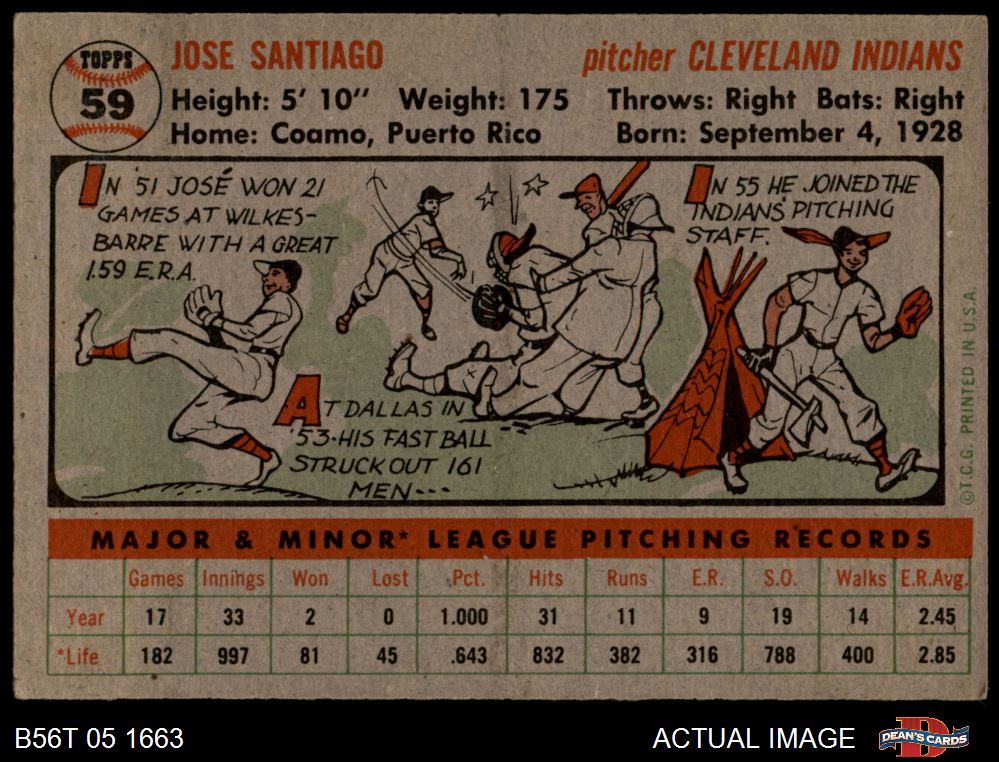 TOPPS
59
JOSE SANTIAGO
pitcher CLEVELAND INDIANS
Height: 5' 10" Weight: 175 Throws: Right Bats: Right
Home: Coamo, Puerto Rico Born: September 4, 1928
IN '51 JOSÉ WON 21
GAMES AT WILKES-
BARRE WITH A GREAT
1.59 E.R.A.
AT DALLAS IN
'53-HIS FAST BALL
STRUCK OUT 161
MEN---
IN 55 HE JOINED THE
INDIANS' PITCHING
STAFF.
©T.C.G. PRINTED IN U.S.A.
MAJOR & MINOR* LEAGUE PITCHING RECORDS
Games Innings Won Lost Pct. Hits Runs E.R. S.O. Walks E.R.Avg.
Year 17 33 2 0 1.000 31 11 9 19 14 2.45
*Life 182 997 81 45 .643 832 382 316 788 400 2.85
B56T 05 1663
ACTUAL IMAGE
D
DEAN'S CARDS